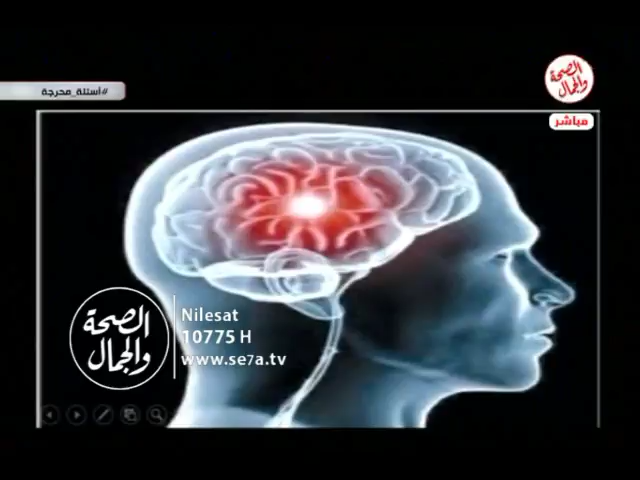 #أسئلة_محرجة
الصحة
والجمال
مباشر
الصحة
والجمال
Nilesat
10775 H
www.se7a.tv